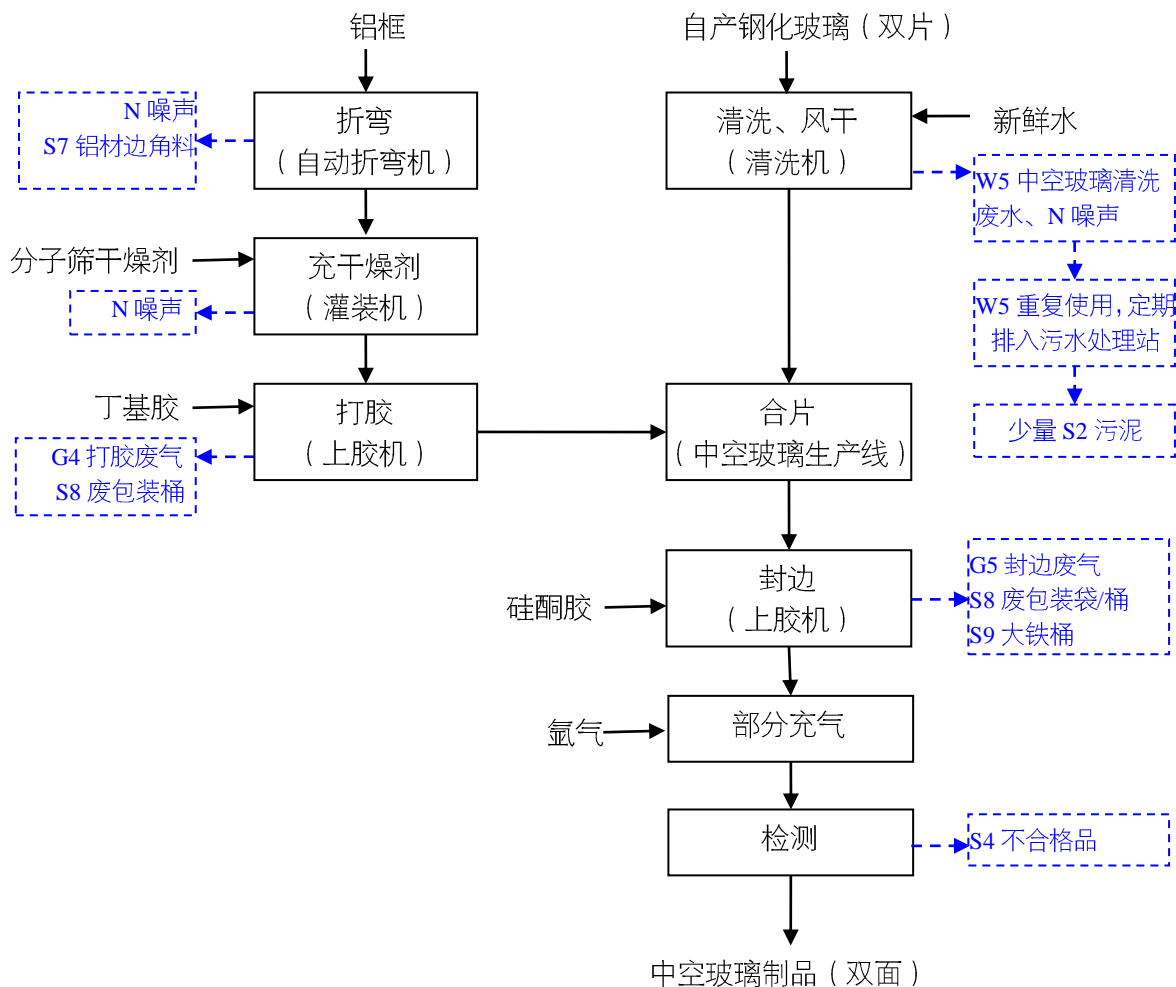 铝框
自产钢化玻璃（双片）
N 噪声
S7 铝材边角料
折弯
（自动折弯机）
清洗、风干
（清洗机）
新鲜水
W5 中空玻璃清洗
废水、N 噪声
分子筛干燥剂
N 噪声
充干燥剂
（灌装机）
W5 重复使用，定期
排入污水处理站
丁基胶
G4 打胶废气
S8 废包装桶
打胶
（上胶机）
合片
（中空玻璃生产线）
少量 S2 污泥
硅酮胶
封边
（上胶机）
G5 封边废气
S8 废包装袋/桶
S9 大铁桶
氩气
部分充气
检测
S4 不合格品
中空玻璃制品（双面）